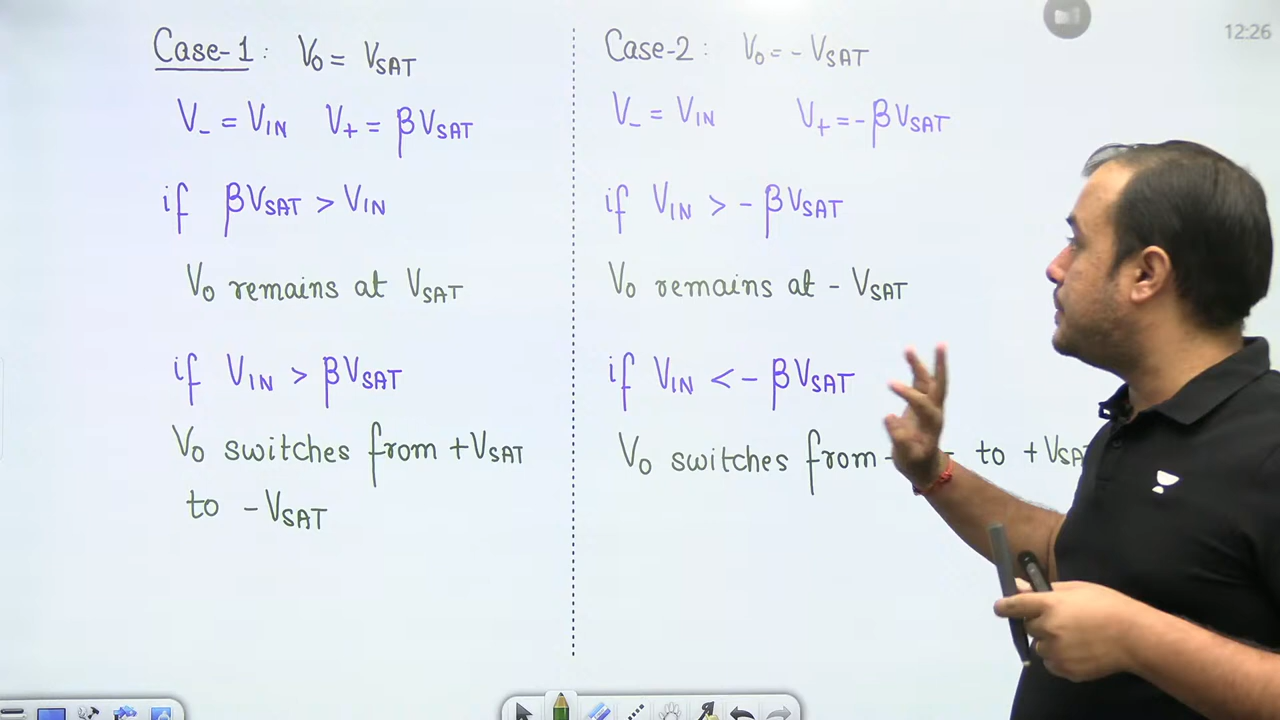 Case-1: V₀ = VSAT
V₋ = VIN V₊ = βVSAT
if βVSAT > VIN
V₀ remains at VSAT
if VIN > βVSAT
V₀ switches from +VSAT
to -VSAT
Case-2: V₀ = -VSAT
V₋ = VIN V₊ = -βVSAT
if VIN > -βVSAT
V₀ remains at -VSAT
if VIN < -βVSAT
V₀ switches from - to +VSA
12:26